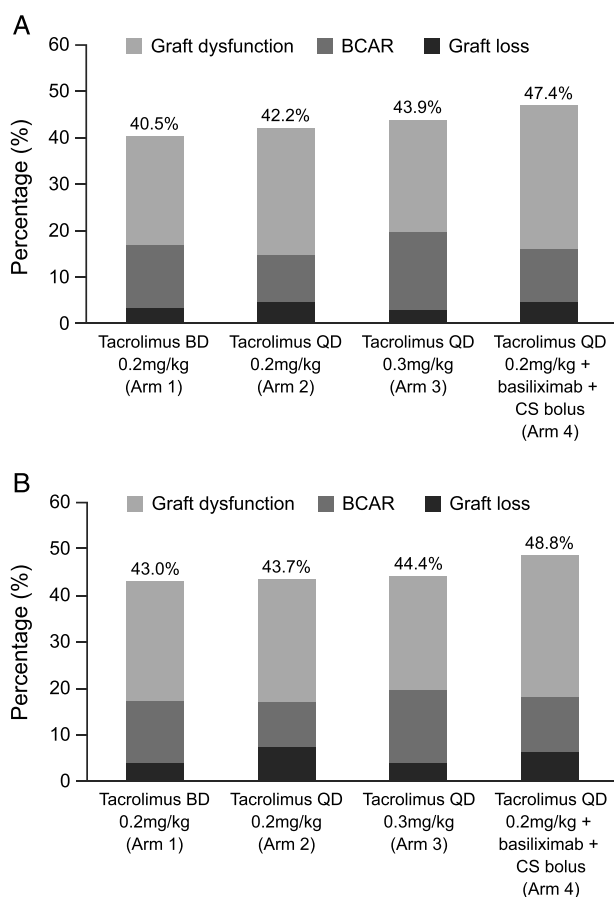 A
60
Graft dysfunction BCAR Graft loss
50
47.4%
43.9%
42.2%
40.5%
40
30
20
10
0
Percentage (%)
Tacrolimus BD
0.2mg/kg
(Arm 1)
Tacrolimus QD
0.2mg/kg
(Arm 2)
Tacrolimus QD
0.3mg/kg
(Arm 3)
Tacrolimus QD
0.2mg/kg +
basiliximab +
CS bolus
(Arm 4)
B
60
Graft dysfunction BCAR Graft loss
50
48.8%
44.4%
43.7%
43.0%
40
30
20
10
0
Percentage (%)
Tacrolimus BD
0.2mg/kg
(Arm 1)
Tacrolimus QD
0.2mg/kg
(Arm 2)
Tacrolimus QD
0.3mg/kg
(Arm 3)
Tacrolimus QD
0.2mg/kg +
basiliximab +
CS bolus
(Arm 4)